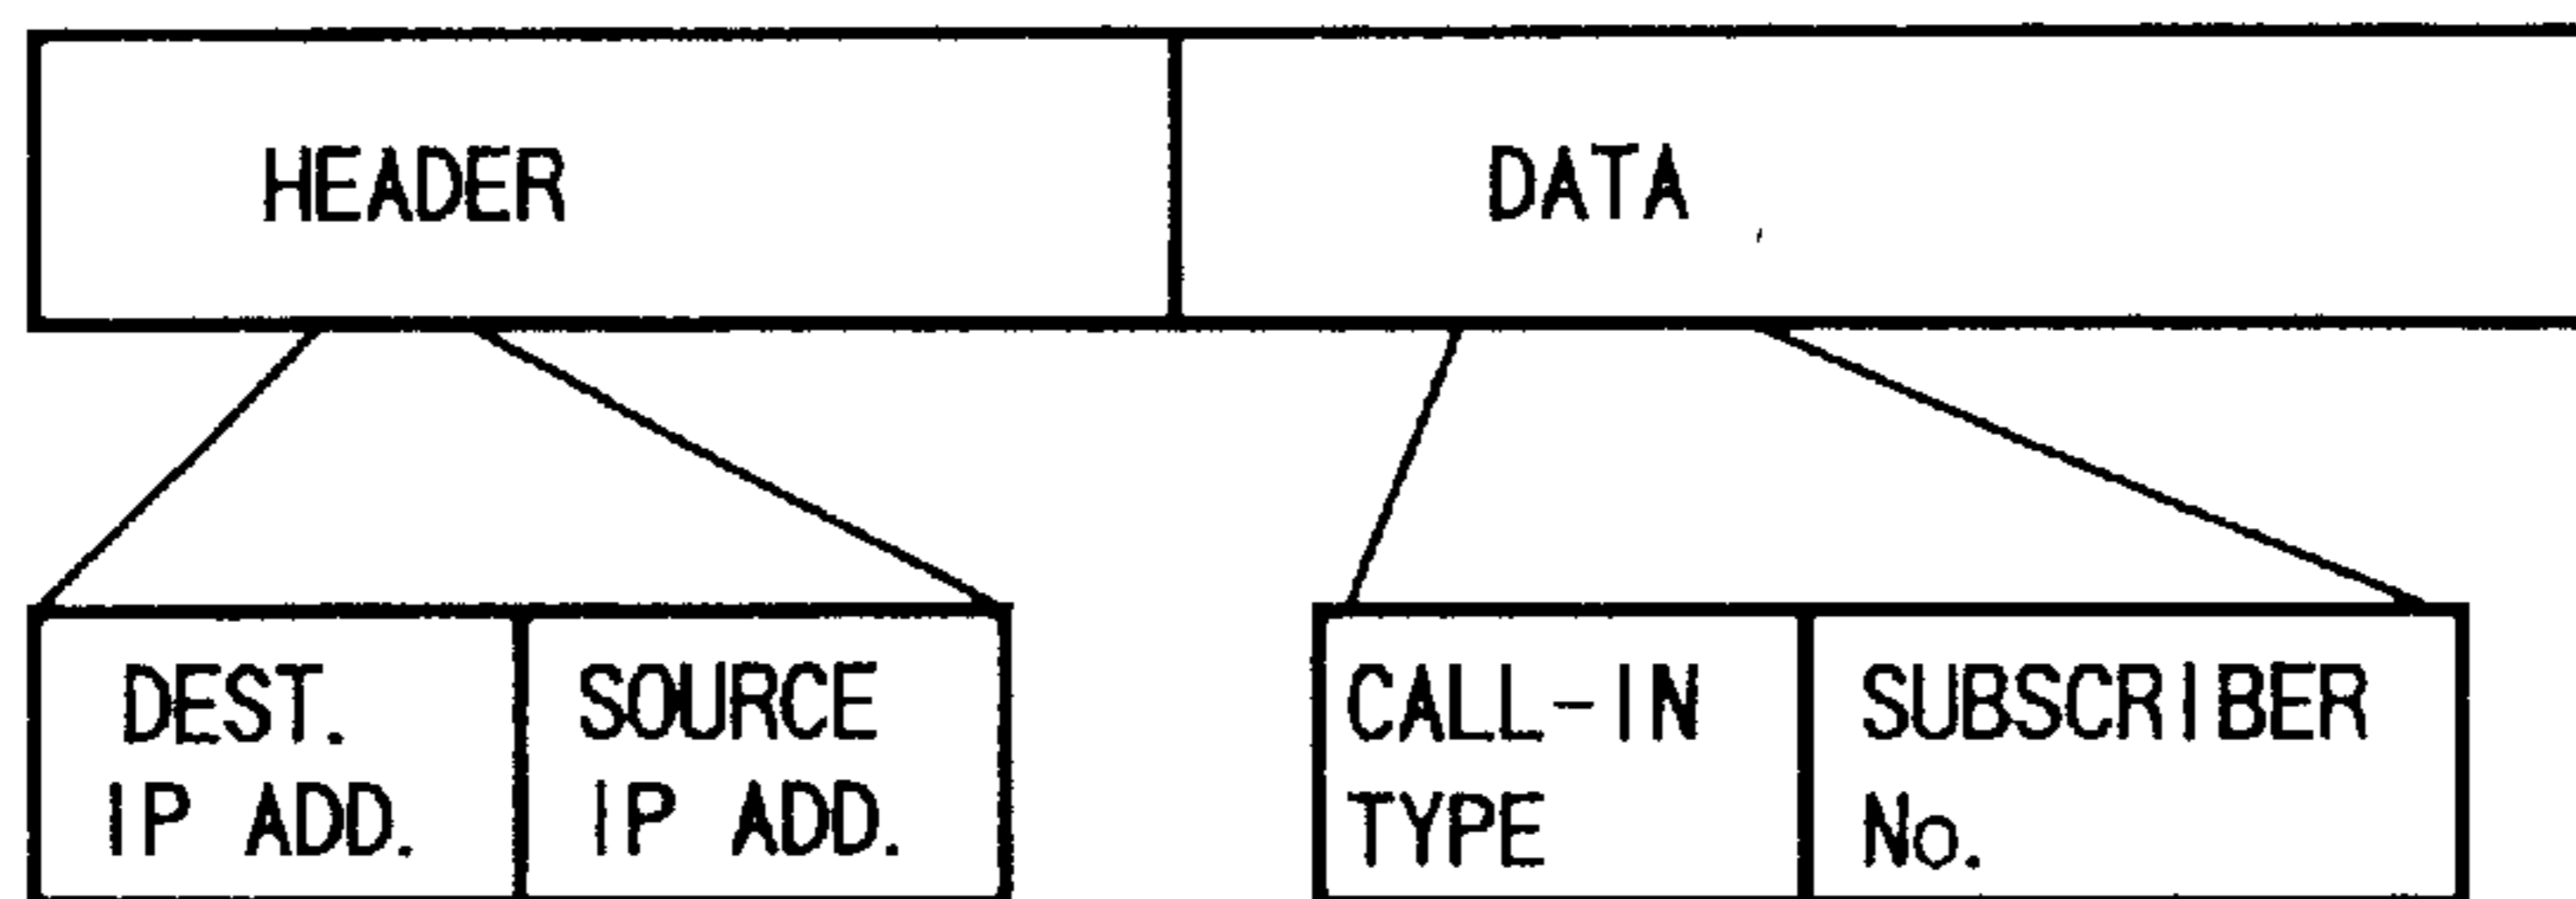 HEADER
DATA
DEST.
IP ADD.
SOURCE
IP ADD.
CALL-IN
TYPE
SUBSCRIBER
No.